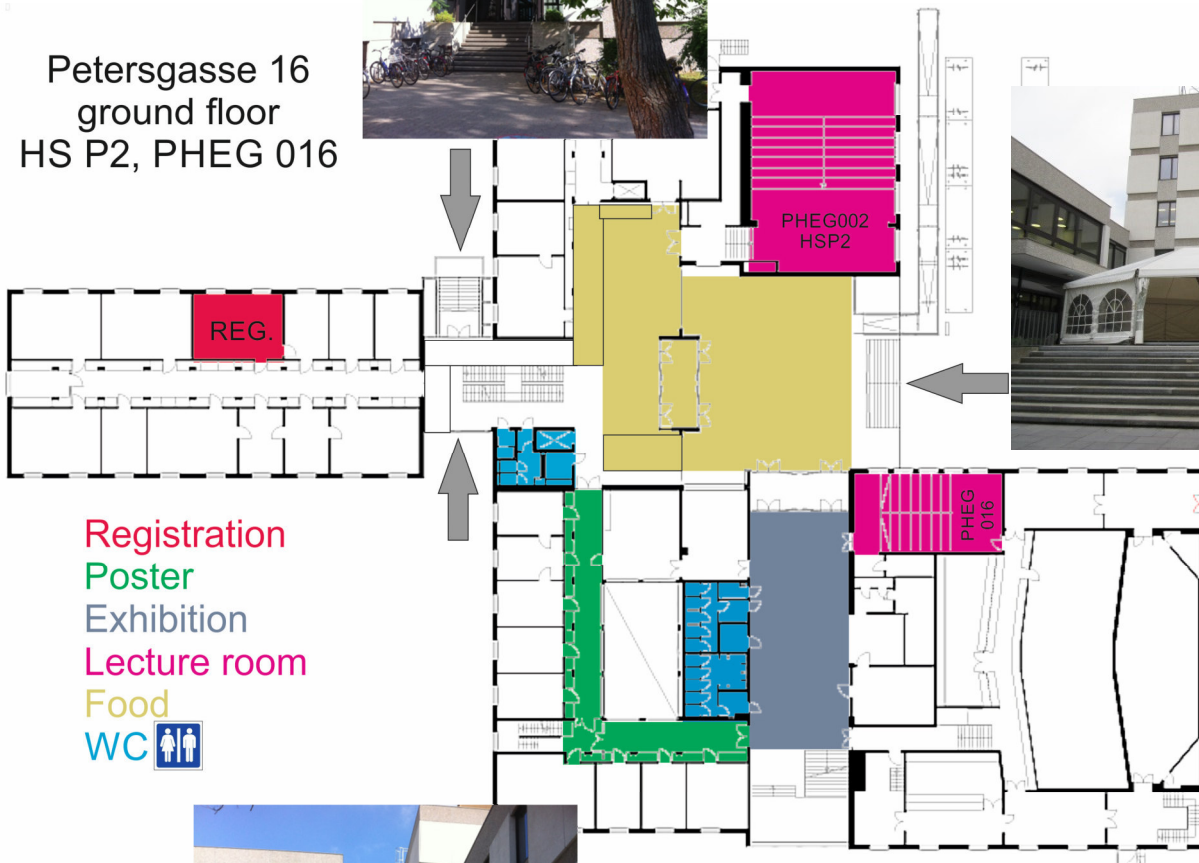 Petersgasse 16
ground floor
HS P2, PHEG 016
PHEG002
HSP2
REG.
PHEG
016
Registration
Poster
Exhibition
Lecture room
Food
WC